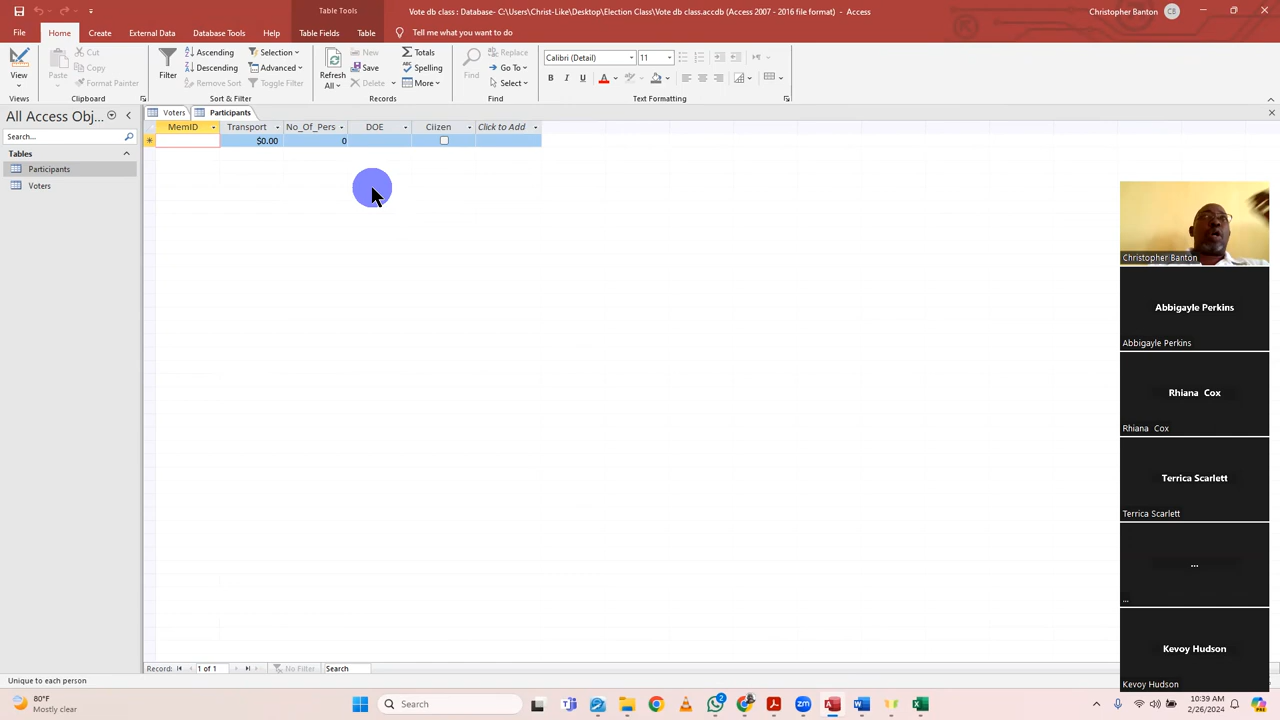 Table Tools
Vote db class : Database- C:\Users\Christ-Like\Desktop\Election Class\Vote db class.accdb (Access 2007 - 2016 file format) - Access
Christopher Banton
CB
File
Home
Create
External Data
Database Tools
Help
Table Fields
Table
Tell me what you want to do
View
Views
Paste
Cut
Copy
Format Painter
Clipboard
Filter
Ascending
Descending
Remove Sort
Selection
Advanced
Toggle Filter
Sort & Filter
Refresh
All
New
Save
Delete
Totals
Spelling
More
Records
Find
Replace
Go To
Select
Find
Calibri (Detail)
11
B I U A
Text Formatting
All Access Obj...
Search...
Tables
Participants
Voters
Voters
Participants
MemID Transport No_Of_Pers DOE Ciizen Click to Add
$0.00 0
Christopher Banton
Abbigayle Perkins
Abbigayle Perkins
Rhiana Cox
Rhiana Cox
Terrica Scarlett
Terrica Scarlett
...
...
Kevoy Hudson
Kevoy Hudson
Record: 1 of 1 No Filter Search
Unique to each person
80°F
Mostly clear
Search
2
zm
10:39 AM
2/26/2024